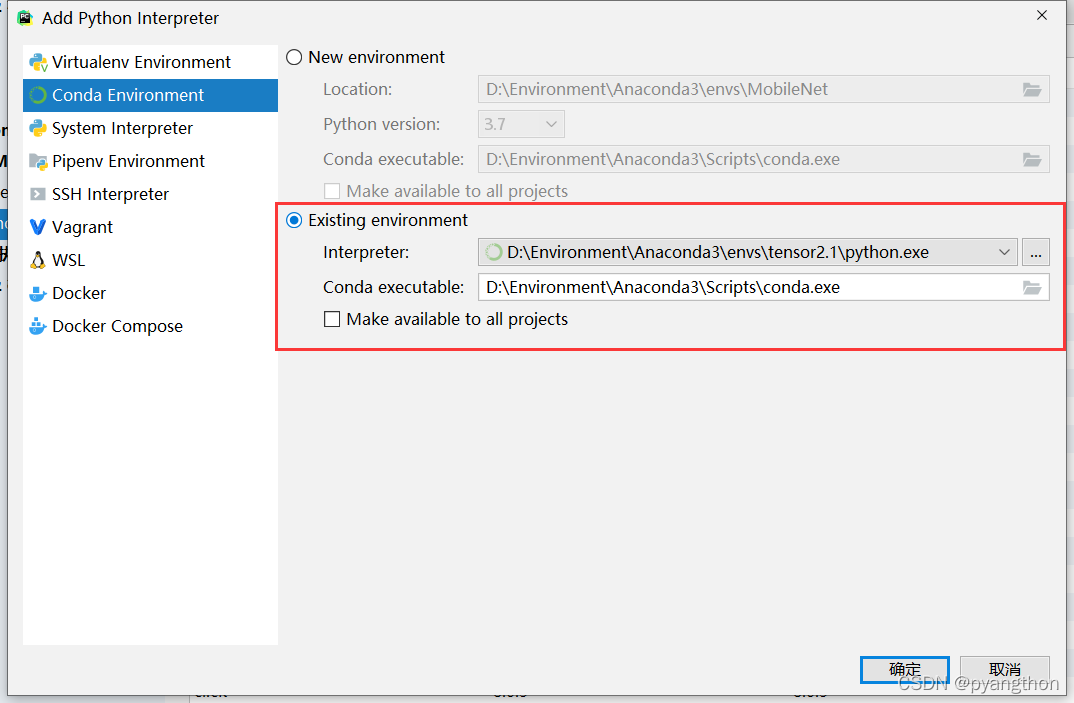 Add Python Interpreter
Virtualenv Environment
Conda Environment
System Interpreter
Pipenv Environment
SSH Interpreter
Vagrant
WSL
Docker
Docker Compose
New environment
Location: D:\Environment\Anaconda3\envs\MobileNet
Python version: 3.7
Conda executable: D:\Environment\Anaconda3\Scripts\conda.exe
Make available to all projects
Existing environment
Interpreter: D:\Environment\Anaconda3\envs\tensor2.1\python.exe ...
Conda executable: D:\Environment\Anaconda3\Scripts\conda.exe
Make available to all projects
确定 取消
CSDN @pyangthon